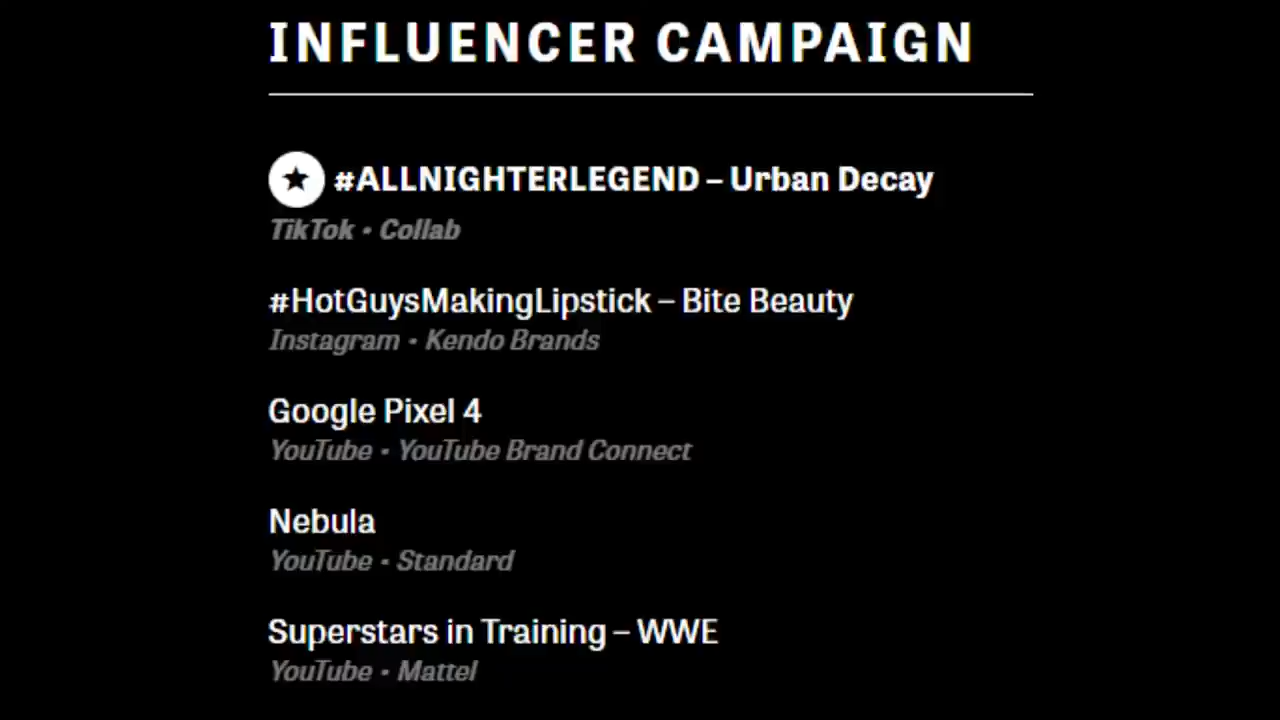 INFLUENCER CAMPAIGN
#ALLNIGHTERLEGEND – Urban Decay
TikTok • Collab
#HotGuysMakingLipstick – Bite Beauty
Instagram • Kendo Brands
Google Pixel 4
YouTube • YouTube Brand Connect
Nebula
YouTube • Standard
Superstars in Training – WWE
YouTube • Mattel